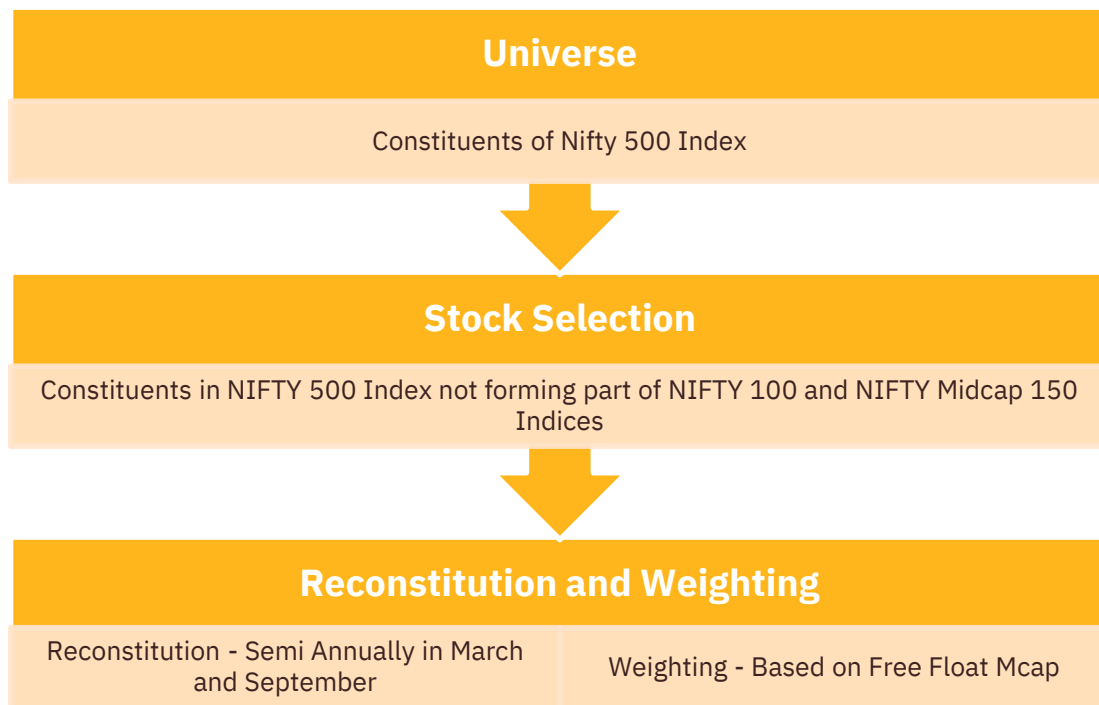 Universe
Constituents of Nifty 500 Index
Stock Selection
Constituents in NIFTY 500 Index not forming part of NIFTY 100 and NIFTY Midcap 150
Indices
Reconstitution and Weighting
Reconstitution - Semi Annually in March
and September
Weighting - Based on Free Float Mcap